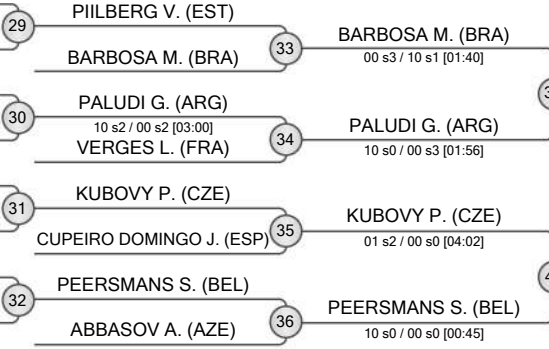 PIILBERG V. (EST)
29
BARBOSA M. (BRA)
33
BARBOSA M. (BRA)
00 s3 / 10 s1 [01:40]
PALUDI G. (ARG)
30
10 s2 / 00 s2 [03:00]
VERGES L. (FRA)
34
PALUDI G. (ARG)
10 s0 / 00 s3 [01:56]
KUBOVY P. (CZE)
31
CUPEIRO DOMINGO J. (ESP)
35
KUBOVY P. (CZE)
01 s2 / 00 s0 [04:02]
PEERSMANS S. (BEL)
32
ABBASOV A. (AZE)
36
PEERSMANS S. (BEL)
10 s0 / 00 s0 [00:45]